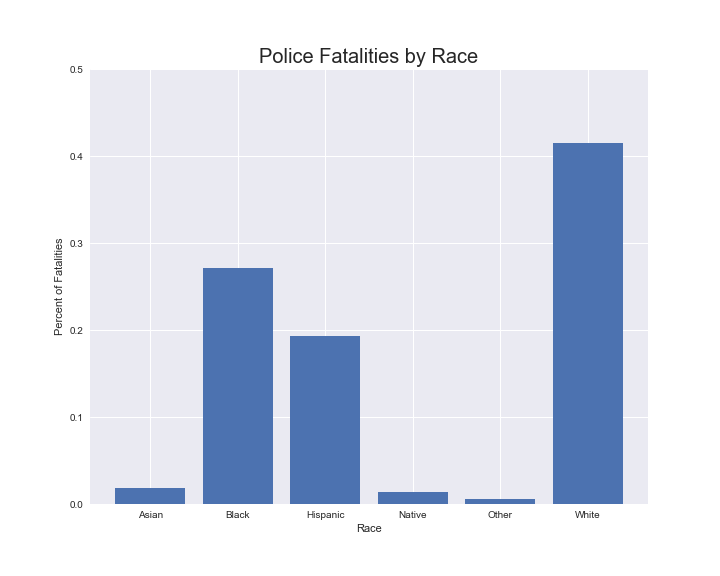 Police Fatalities by Race
Percent of Fatalities
0.5
0.4
0.3
0.2
0.1
0.0
Asian Black Hispanic Native Other White
Race